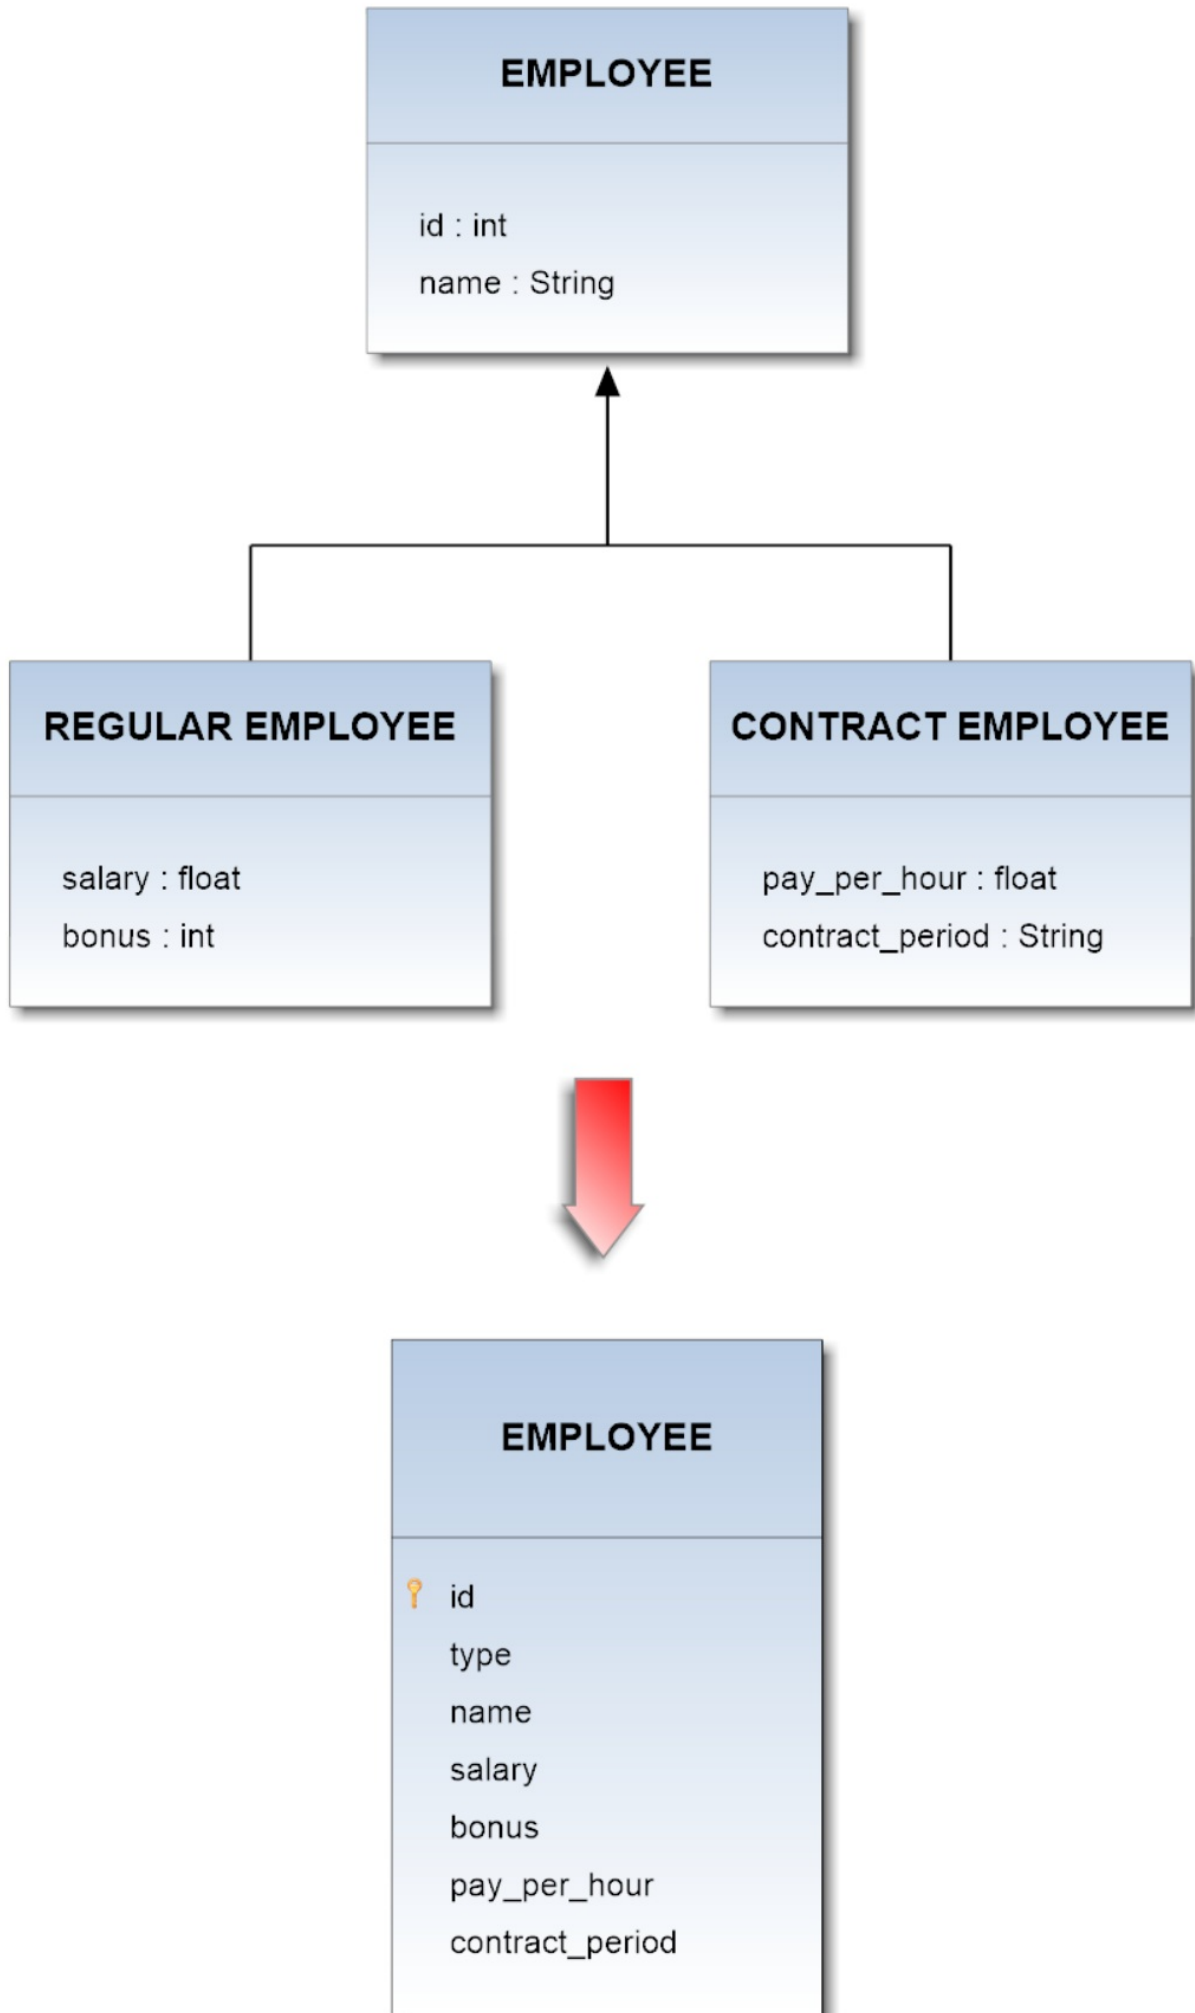 EMPLOYEE
id : int
name : String
REGULAR EMPLOYEE
salary : float
bonus : int
CONTRACT EMPLOYEE
pay_per_hour : float
contract_period : String
EMPLOYEE
id
type
name
salary
bonus
pay_per_hour
contract_period